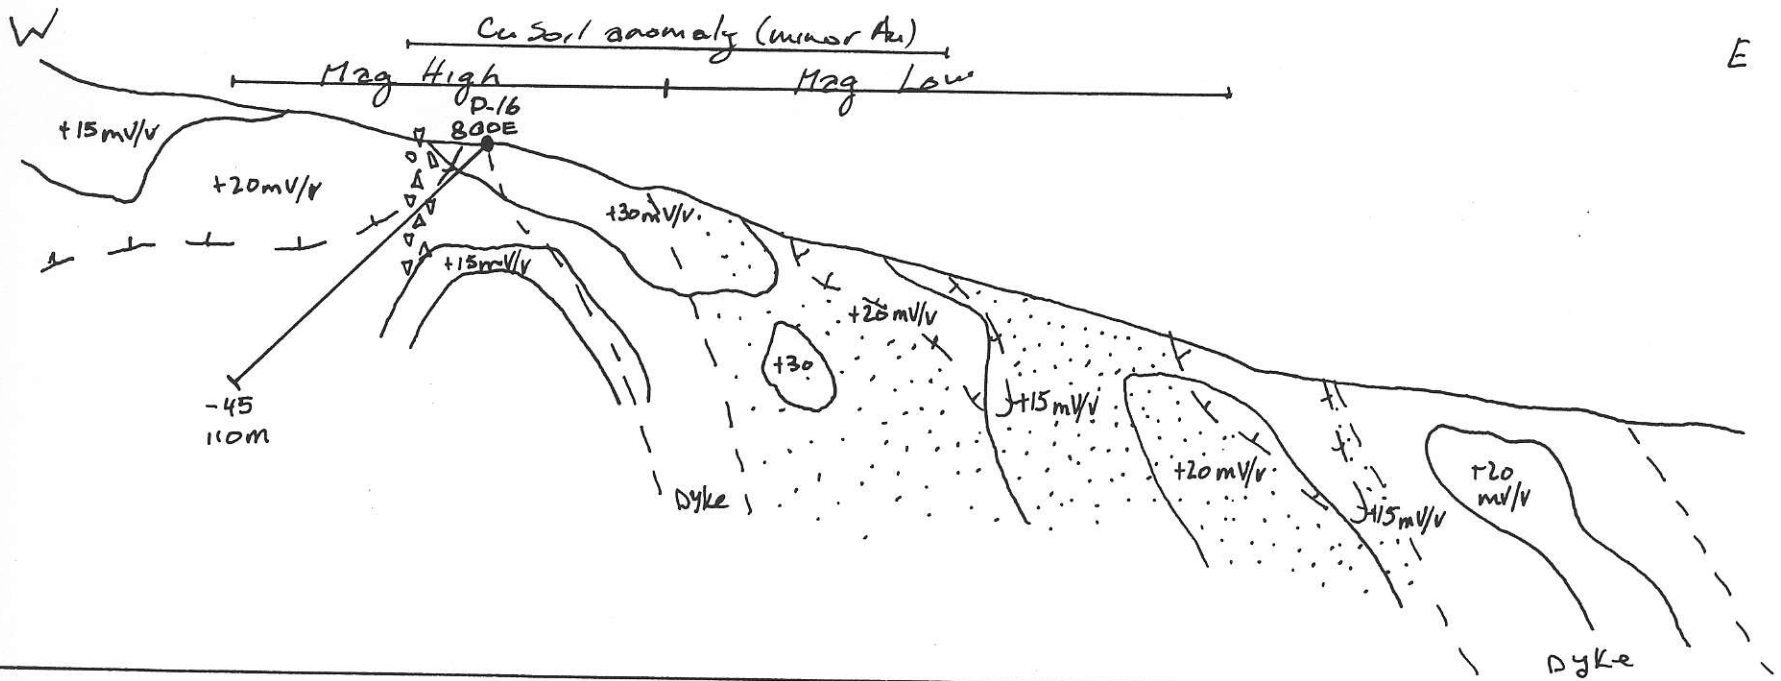 W
E
Cu Soil anomaly (minor Au)
Mag High
Mag Low
D-16
800E
+15mV/v
+20mV/v
+30mV/v
+15mV/v
+20mV/v
+30
+15mV/v
-45
110m
+20mV/v
+20
mV/v
Dyke
+15mV/v
Dyke